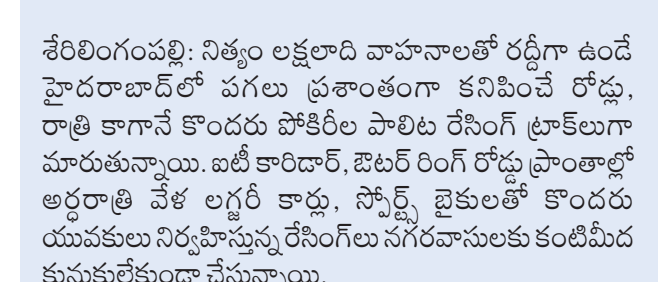 శేరిలింగంపల్లి: నిత్యం లక్షలాది వాహనాలతో రద్దీగా ఉండే
హైదరాబాద్‌లో పగలు ప్రశాంతంగా కనిపించే రోడ్లు,
రాత్రి కాగానే కొందరు పోకిరీల పాలిట రేసింగ్ ట్రాక్‌లుగా
మారుతున్నాయి. ఐటీ కారిడార్, ఔటర్ రింగ్ రోడ్డు ప్రాంతాల్లో
అర్ధరాత్రి వేళ లగ్జరీ కార్లు, స్పోర్ట్స్ బైకులతో కొందరు
యువకులు నిర్వహిస్తున్న రేసింగ్‌లు నగరవాసులకు కంటిమీద
కునుకులేకుండా చేస్తున్నాయి.